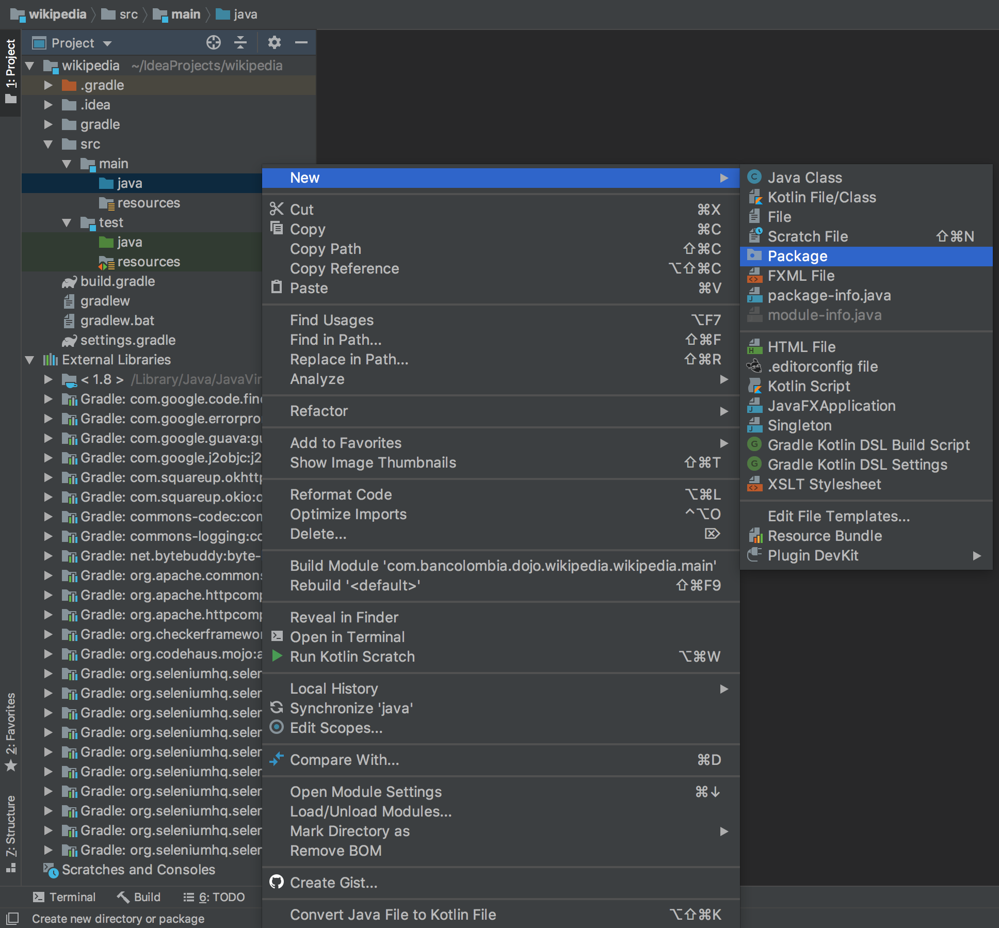 wikipedia
src
main
java
Project
1: Project
wikipedia ~/IdeaProjects/wikipedia
.gradle
.idea
gradle
src
main
java
resources
test
java
resources
build.gradle
gradlew
gradlew.bat
settings.gradle
External Libraries
< 1.8 > /Library/Java/JavaVir
Gradle: com.google.code.find
Gradle: com.google.errorpro
Gradle: com.google.guava:gu
Gradle: com.google.j2objc:j2
Gradle: com.squareup.okhttp
Gradle: com.squareup.okio:o
Gradle: commons-codec:com
Gradle: commons-logging:co
Gradle: net.bytebuddy:byte-
Gradle: org.apache.commons
Gradle: org.apache.httpcomp
Gradle: org.apache.httpcomp
Gradle: org.checkerframewor
Gradle: org.codehaus.mojo:a
Gradle: org.seleniumhq.seler
Gradle: org.seleniumhq.seler
Gradle: org.seleniumhq.seler
Gradle: org.seleniumhq.seler
Gradle: org.seleniumhq.seler
Gradle: org.seleniumhq.seler
Gradle: org.seleniumhq.seler
Gradle: org.seleniumhq.seler
Gradle: org.seleniumhq.seler
Gradle: org.seleniumhq.seler
Scratches and Consoles
2: Favorites
7: Structure
Terminal
Build
6: TODO
Create new directory or package
New
Cut ⌘X
Copy ⌘C
Copy Path ⇧⌘C
Copy Reference ⌥⇧⌘C
Paste ⌘V
Find Usages ⌥F7
Find in Path... ⇧⌘F
Replace in Path... ⇧⌘R
Analyze
Refactor
Add to Favorites
Show Image Thumbnails ⇧⌘T
Reformat Code ⌥⌘L
Optimize Imports ^⌥O
Delete... ⌦
Build Module 'com.bancolombia.dojo.wikipedia.wikipedia.main'
Rebuild '<default>' ⇧⌘F9
Reveal in Finder
Open in Terminal
Run Kotlin Scratch ⌥⌘W
Local History
Synchronize 'java'
Edit Scopes...
Compare With... ⌘D
Open Module Settings ⌘↓
Load/Unload Modules...
Mark Directory as
Remove BOM
Create Gist...
Convert Java File to Kotlin File ⌥⇧⌘K
Java Class
Kotlin File/Class
File
Scratch File ⇧⌘N
Package
FXML File
package-info.java
module-info.java
HTML File
.editorconfig file
Kotlin Script
JavaFXApplication
Singleton
Gradle Kotlin DSL Build Script
Gradle Kotlin DSL Settings
XSLT Stylesheet
Edit File Templates...
Resource Bundle
Plugin DevKit